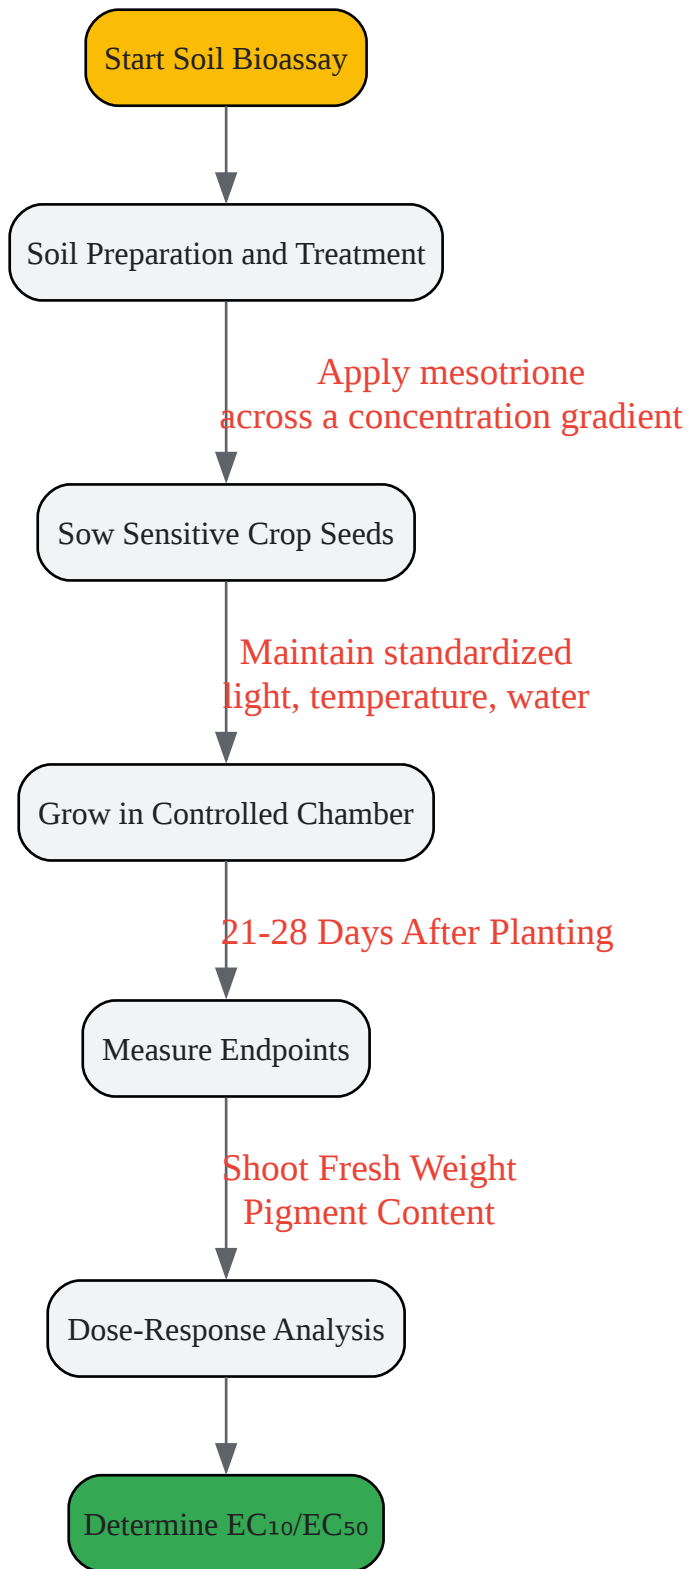 Start Soil Bioassay
Soil Preparation and Treatment
Apply mesotrione
across a concentration gradient
Sow Sensitive Crop Seeds
Maintain standardized
light, temperature, water
Grow in Controlled Chamber
21-28 Days After Planting
Measure Endpoints
Shoot Fresh Weight
Pigment Content
Dose-Response Analysis
Determine EC₁₀/EC₅₀